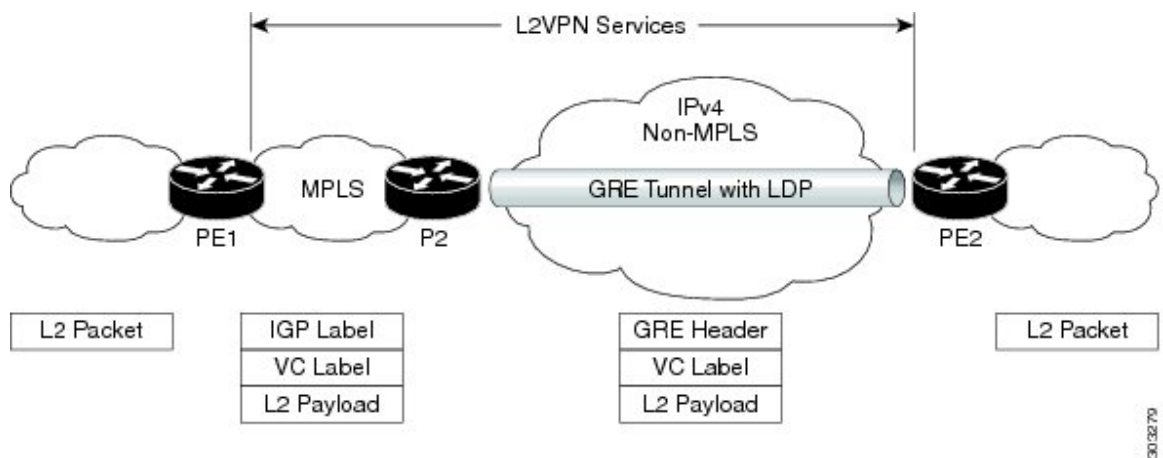 L2VPN Services
IPv4
Non-MPLS
MPLS
GRE Tunnel with LDP
PE1
P2
PE2
L2 Packet
IGP Label
VC Label
L2 Payload
GRE Header
VC Label
L2 Payload
L2 Packet
303279